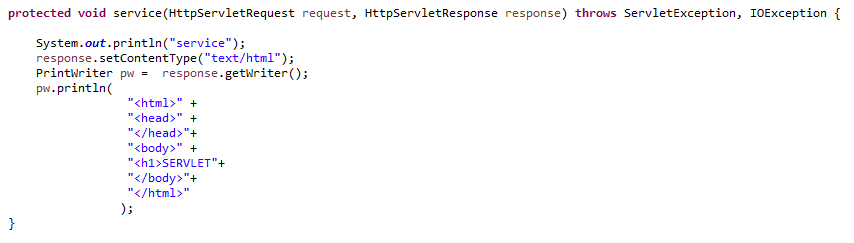 protected void service(HttpServletRequest request, HttpServletResponse response) throws ServletException, IOException {
System.out.println("service");
response.setContentType("text/html");
PrintWriter pw =  response.getWriter();
pw.println(
"<html>" +
"<head>" +
"</head>"+
"<body>" +
"<h1>SERVLET"+
"</body>"+
"</html>"
);
}